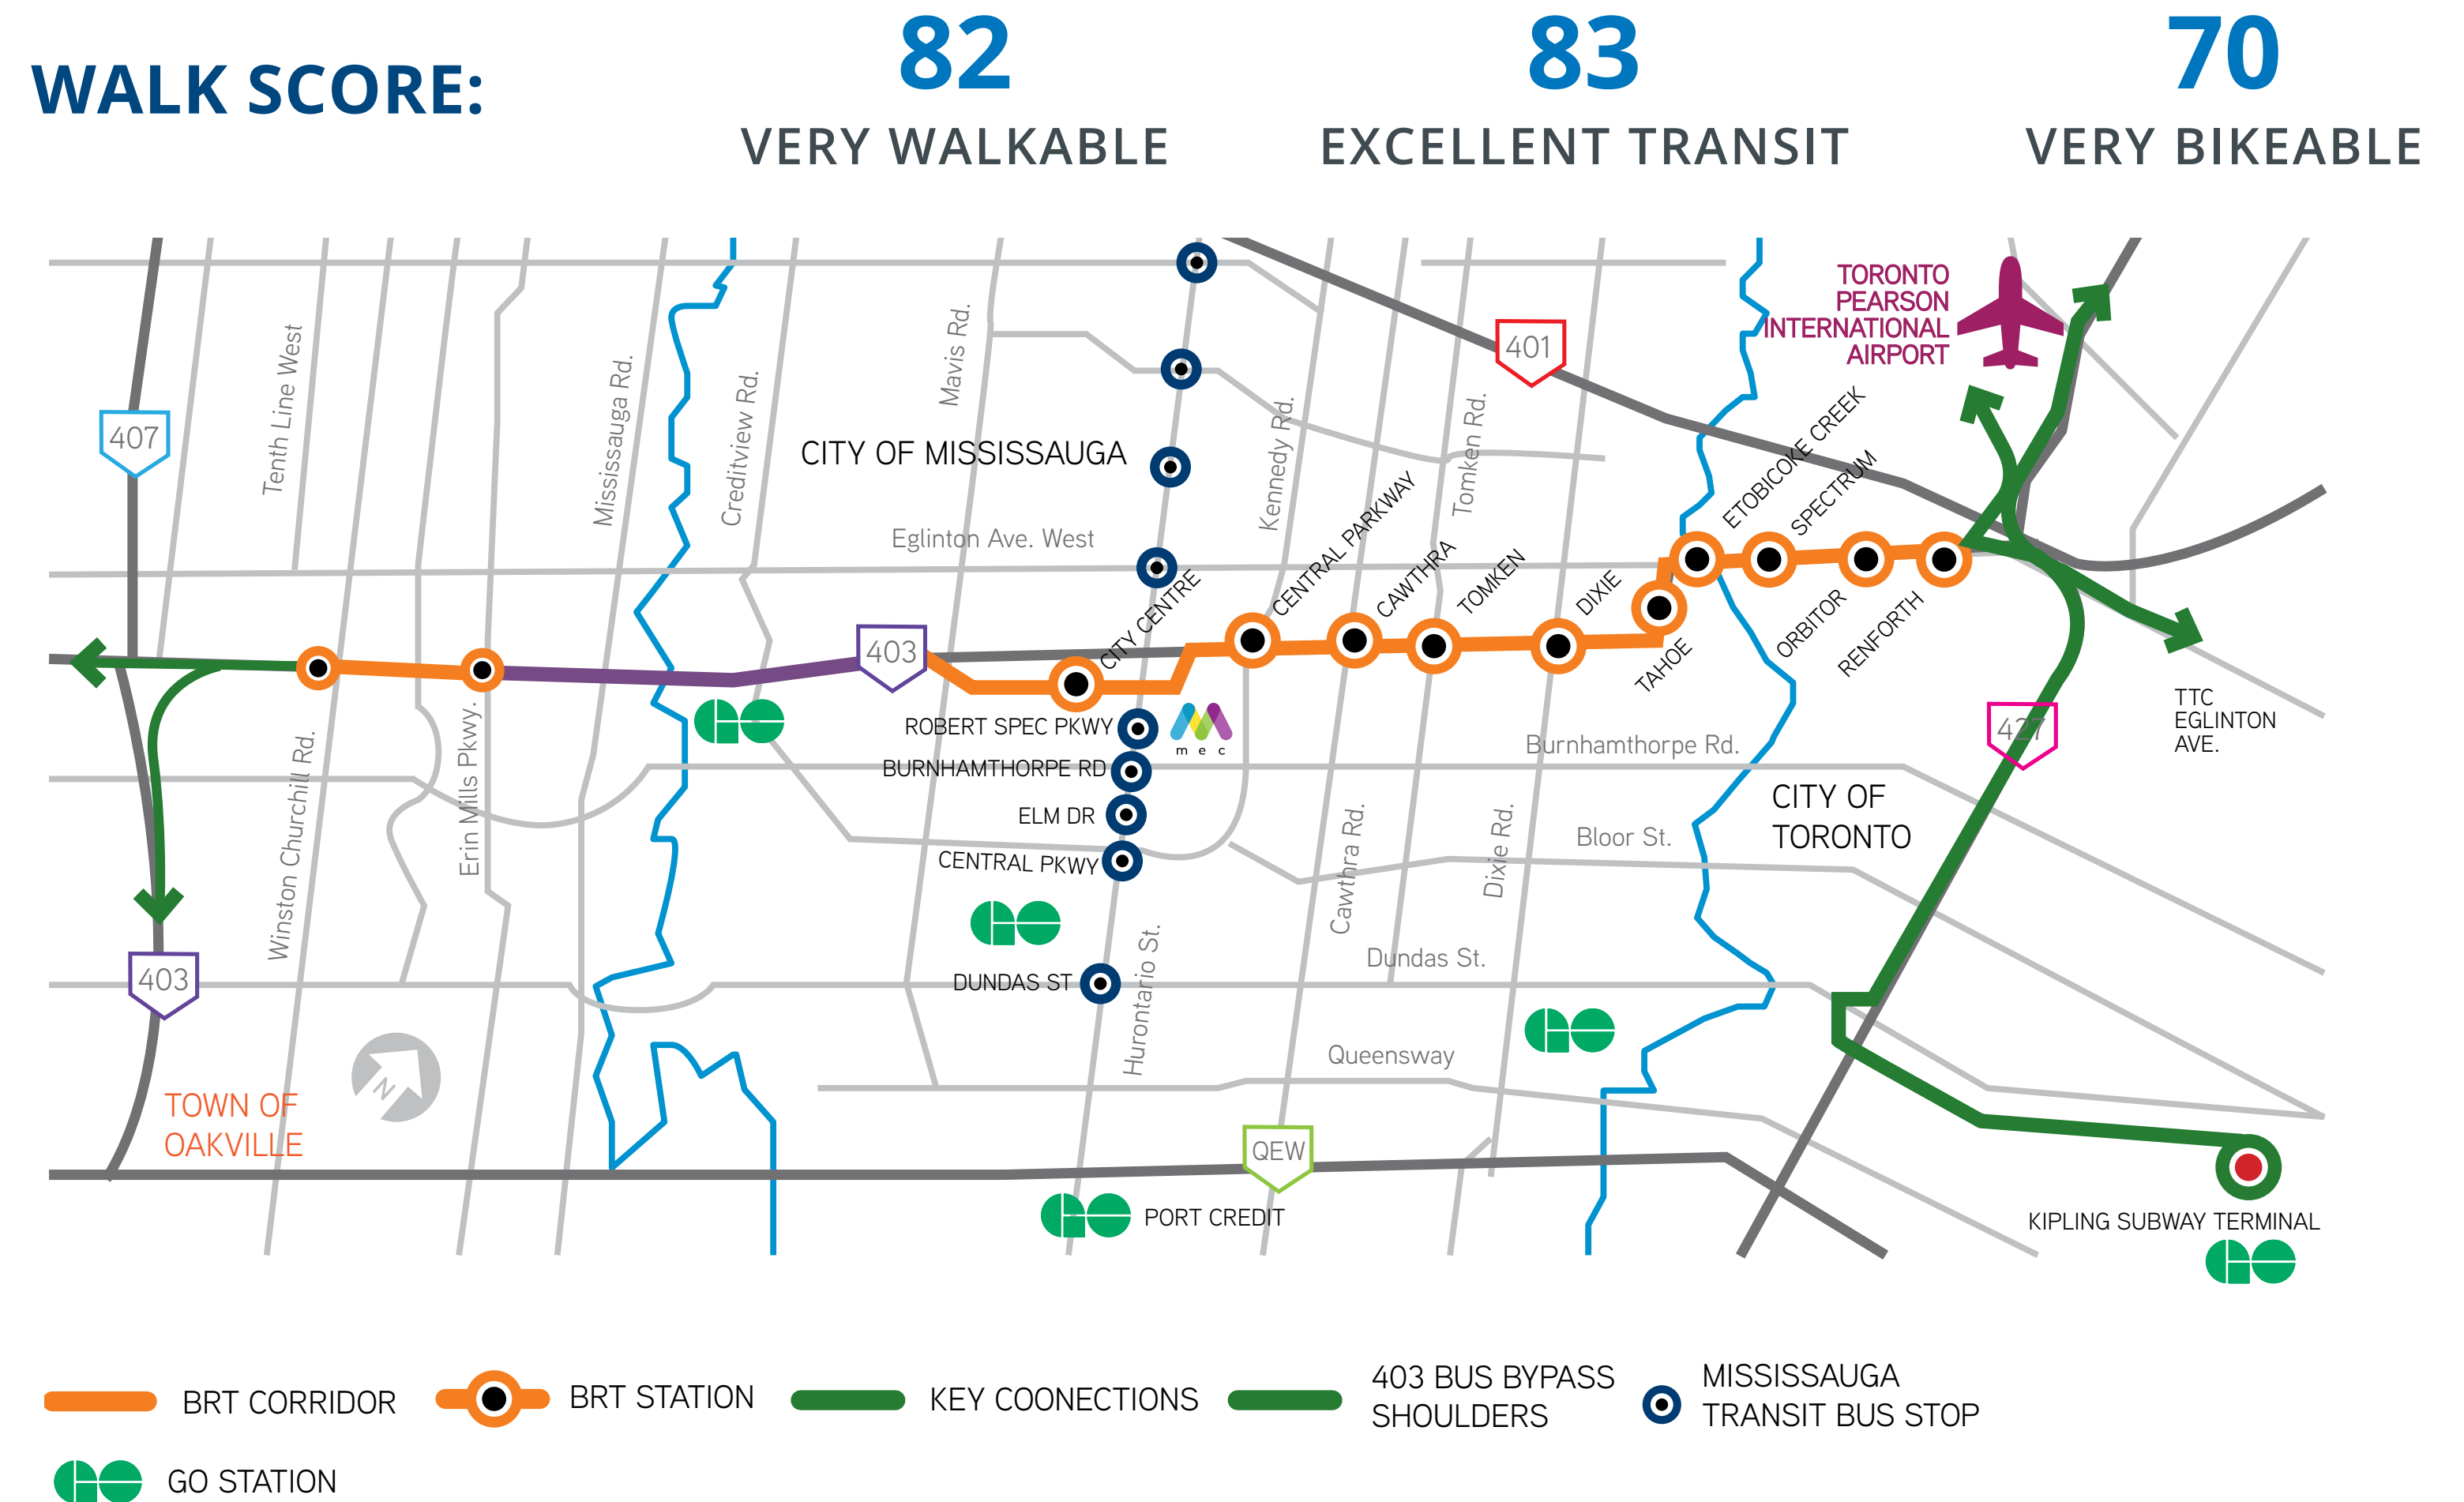 WALK SCORE:
82
VERY WALKABLE
83
EXCELLENT TRANSIT
70
VERY BIKEABLE
TORONTO
PEARSON
INTERNATIONAL
AIRPORT
401
407
Tenth Line West
Mississauga Rd.
Creditview Rd.
Mavis Rd.
CITY OF MISSISSAUGA
Kennedy Rd.
Tomken Rd.
Eglinton Ave. West
CITY CENTRE
CENTRAL PARKWAY
CAWTHRA
TOMKEN
DIXIE
TAHOE
ETOBICOKE CREEK
SPECTRUM
ORBITOR
RENFORTH
403
ROBERT SPEC PKWY
mec
BURNHAMTHORPE RD
ELM DR
CENTRAL PKWY
DUNDAS ST
Winston Churchill Rd.
Erin Mills Pkwy.
Hurontario St.
Cawthra Rd.
Dixie Rd.
Burnhamthorpe Rd.
Bloor St.
Dundas St.
Queensway
427
TTC
EGLINTON
AVE.
CITY OF
TORONTO
403
N
TOWN OF
OAKVILLE
QEW
PORT CREDIT
KIPLING SUBWAY TERMINAL
BRT CORRIDOR
BRT STATION
KEY COONECTIONS
403 BUS BYPASS
SHOULDERS
MISSISSAUGA
TRANSIT BUS STOP
GO STATION